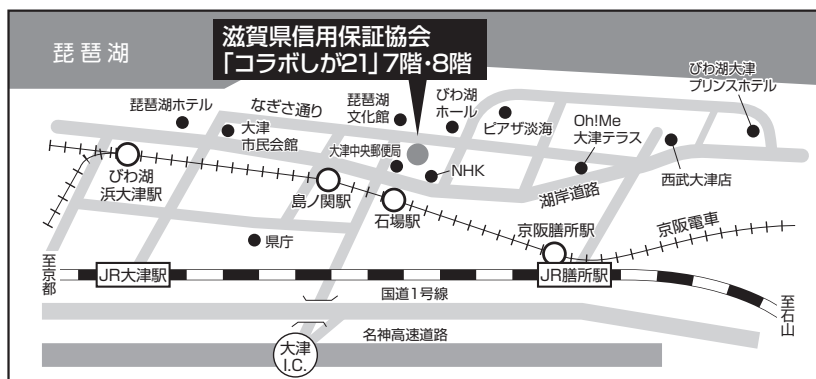 滋賀県信用保証協会
「コラボしが21」7階・8階
琵琶湖
びわ湖大津
プリンスホテル
琵琶湖ホテル
なぎさ通り
琵琶湖
文化館
びわ湖
ホール
ピアザ淡海
Oh!Me
大津テラス
大津
市民会館
大津中央郵便局
NHK
西武大津店
びわ湖
浜大津駅
島ノ関駅
石場駅
湖岸道路
京阪膳所駅
京阪電車
県庁
至京都
JR大津駅
JR膳所駅
国道1号線
至石山
名神高速道路
大津
I.C.